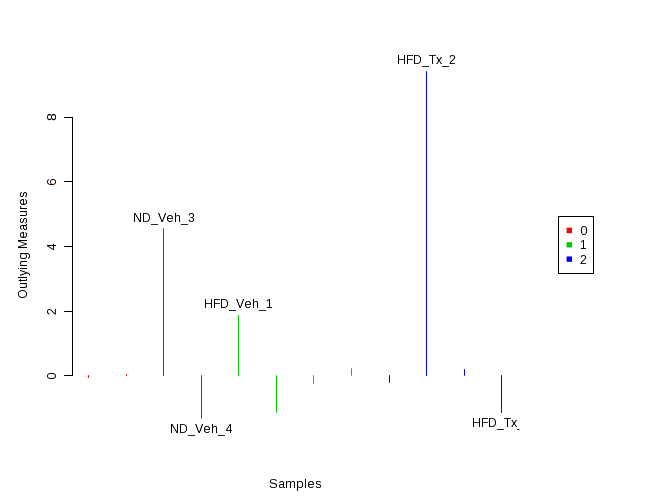 HFD_Tx_2
8
6
4
2
0
Outlying Measures
ND_Veh_3
HFD_Veh_1
ND_Veh_4
HFD_Tx_
0
1
2
Samples